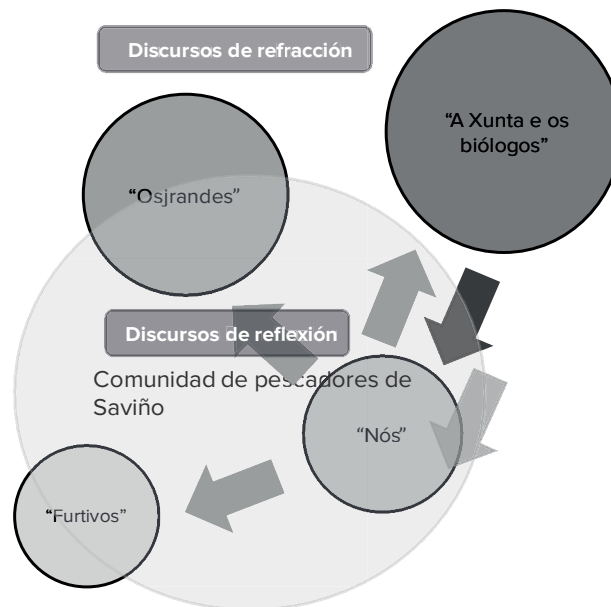 Discursos de refracción
“A Xunta e os
biólogos”
“Osjrandes”
Discursos de reflexión
Comunidad de pescadores de
Saviño
“Nós”
“Furtivos”